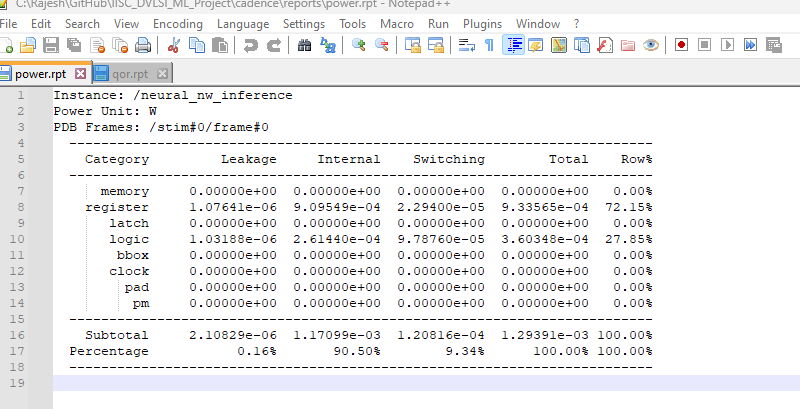 C:\Rajesh\GitHub\IISC_DVLSI_ML_Project\cadence\reports\power.rpt - Notepad++
File Edit Search View Encoding Language Settings Tools Macro Run Plugins Window ?
power.rpt qor.rpt
1 Instance: /neural_nw_inference
2 Power Unit: W
3 PDB Frames: /stim#0/frame#0
4 -------------------------------------------------------------------------
5 Category Leakage Internal Switching Total Row%
6 -------------------------------------------------------------------------
7 memory 0.00000e+00 0.00000e+00 0.00000e+00 0.00000e+00 0.00%
8 register 1.07641e-06 9.09549e-04 2.29400e-05 9.33565e-04 72.15%
9 latch 0.00000e+00 0.00000e+00 0.00000e+00 0.00000e+00 0.00%
10 logic 1.03188e-06 2.61440e-04 9.78760e-05 3.60348e-04 27.85%
11 bbox 0.00000e+00 0.00000e+00 0.00000e+00 0.00000e+00 0.00%
12 clock 0.00000e+00 0.00000e+00 0.00000e+00 0.00000e+00 0.00%
13 pad 0.00000e+00 0.00000e+00 0.00000e+00 0.00000e+00 0.00%
14 pm 0.00000e+00 0.00000e+00 0.00000e+00 0.00000e+00 0.00%
15 -------------------------------------------------------------------------
16 Subtotal 2.10829e-06 1.17099e-03 1.20816e-04 1.29391e-03 100.00%
17 Percentage 0.16% 90.50% 9.34% 100.00% 100.00%
18 -------------------------------------------------------------------------
19